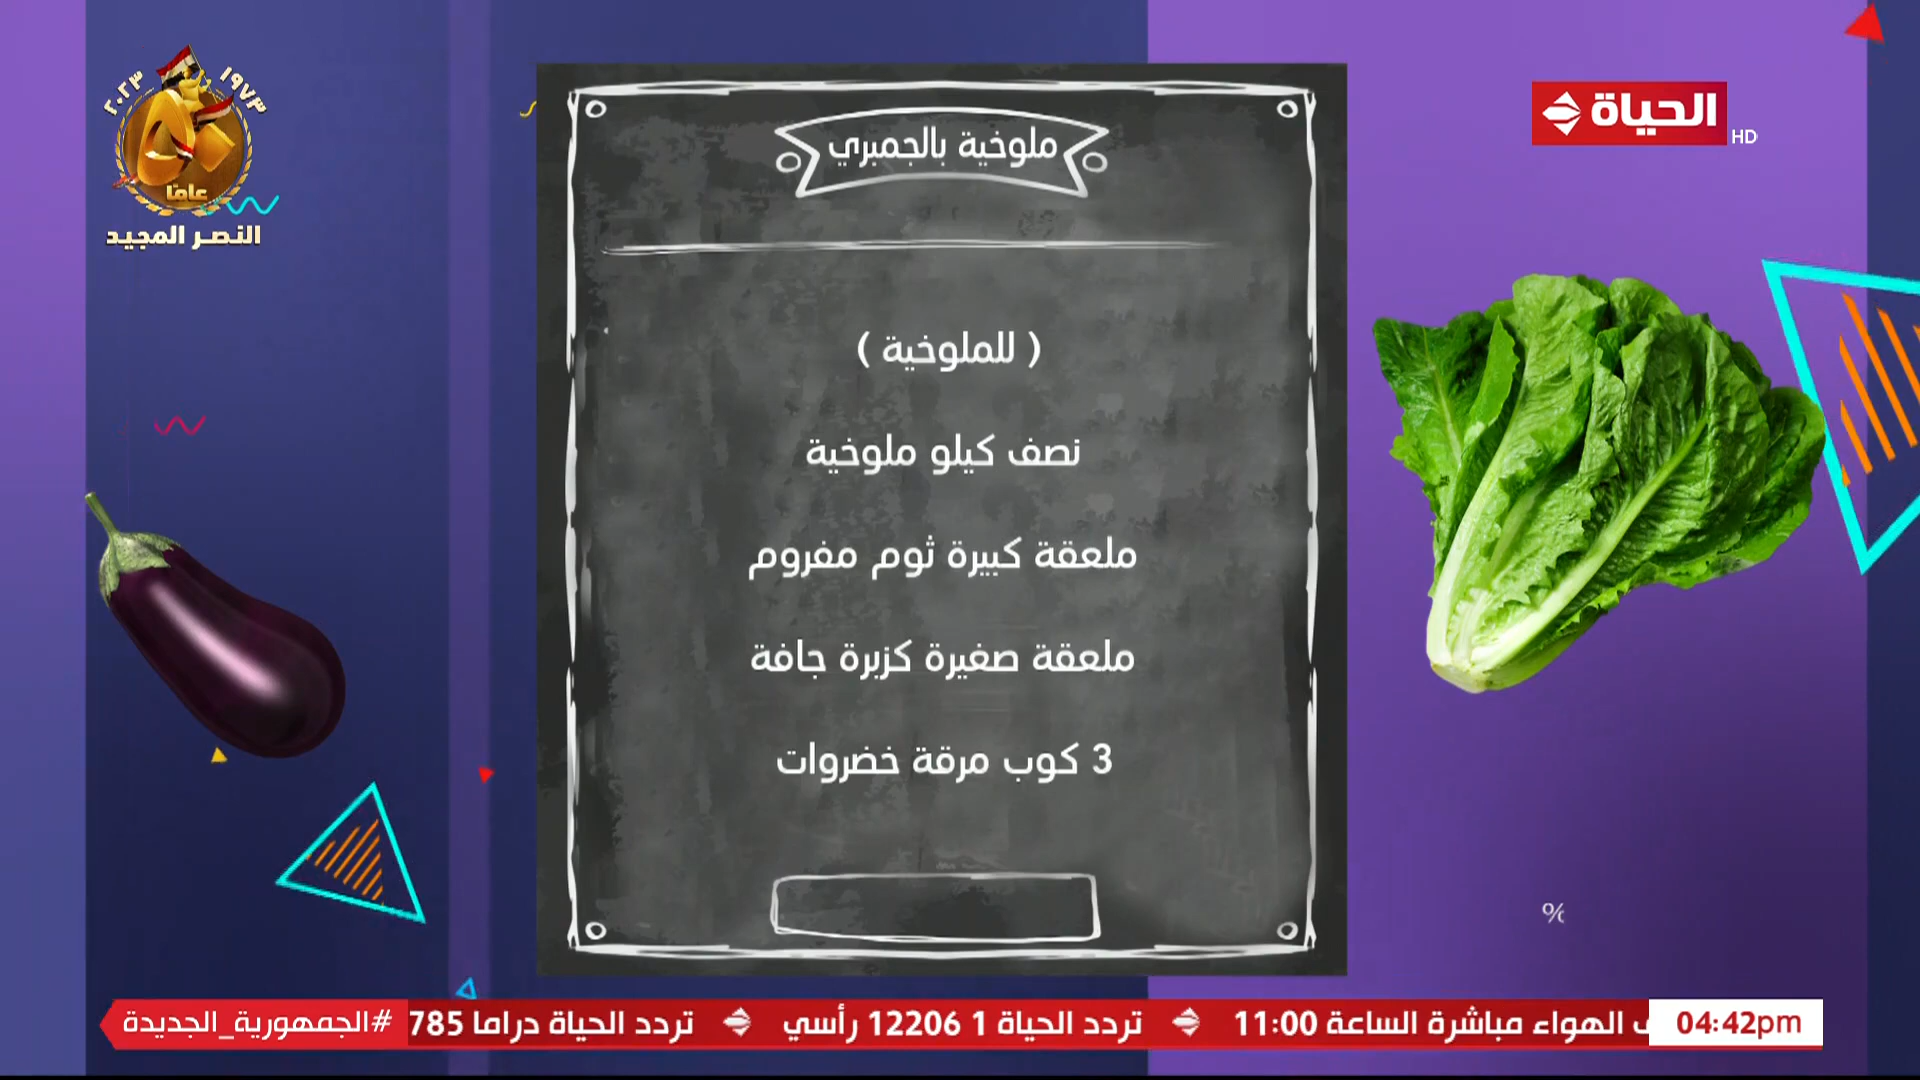 ١٩٧٣
٢٠٢٣
عامًا
النصر المجيد
الحياة
HD
ملوخية بالجمبري
( للملوخية )
نصف كيلو ملوخية
ملعقة كبيرة ثوم مفروم
ملعقة صغيرة كزبرة جافة
3 كوب مرقة خضروات
%
04:42pm
الهواء مباشرة الساعة 11:00 تردد الحياة 1 12206 رأسي تردد الحياة دراما 785
#الجمهورية_الجديدة